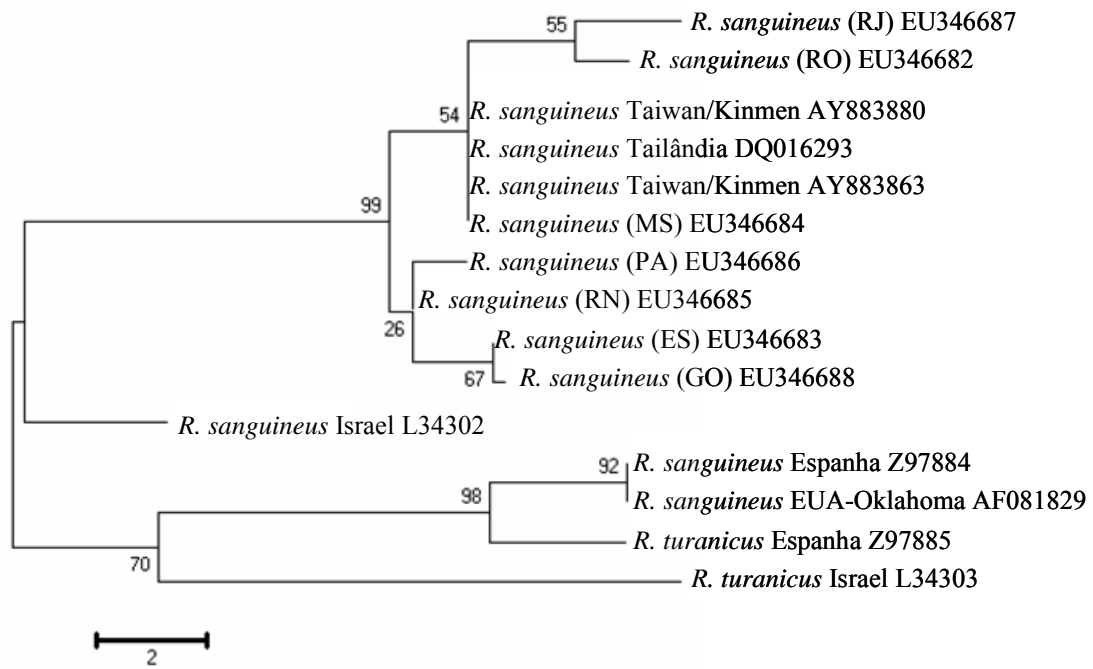 55
R. sanguineus (RJ) EU346687
R. sanguineus (RO) EU346682
54
R. sanguineus Taiwan/Kinmen AY883880
R. sanguineus Tailândia DQ016293
R. sanguineus Taiwan/Kinmen AY883863
99
R. sanguineus (MS) EU346684
R. sanguineus (PA) EU346686
R. sanguineus (RN) EU346685
26
R. sanguineus (ES) EU346683
67
R. sanguineus (GO) EU346688
R. sanguineus Israel L34302
92
R. sanguineus Espanha Z97884
98
R. sanguineus EUA-Oklahoma AF081829
R. turanicus Espanha Z97885
70
R. turanicus Israel L34303
2